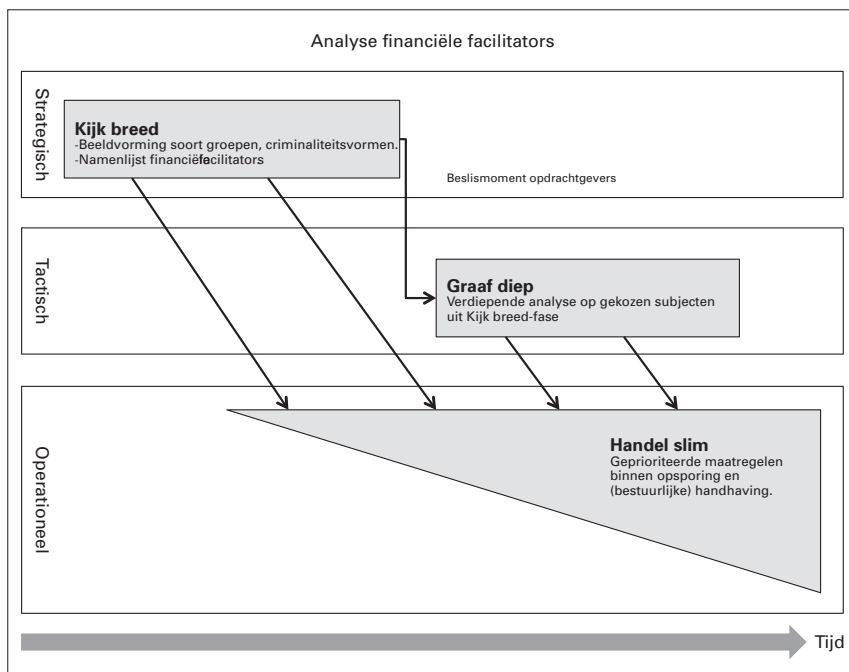 Analyse financiële facilitators
Strategisch
Kijk breed
-Beeldvorming soort groepen, criminaliteitsvormen.
-Namenlijst financiële facilitators
Beslismoment opdrachtgevers
Tactisch
Graaf diep
Verdiepende analyse op gekozen subjecten
uit Kijk breed-fase
Operationeel
Handel slim
Geprioriteerde maatregelen
binnen opsporing en
(bestuurlijke) handhaving.
Tijd